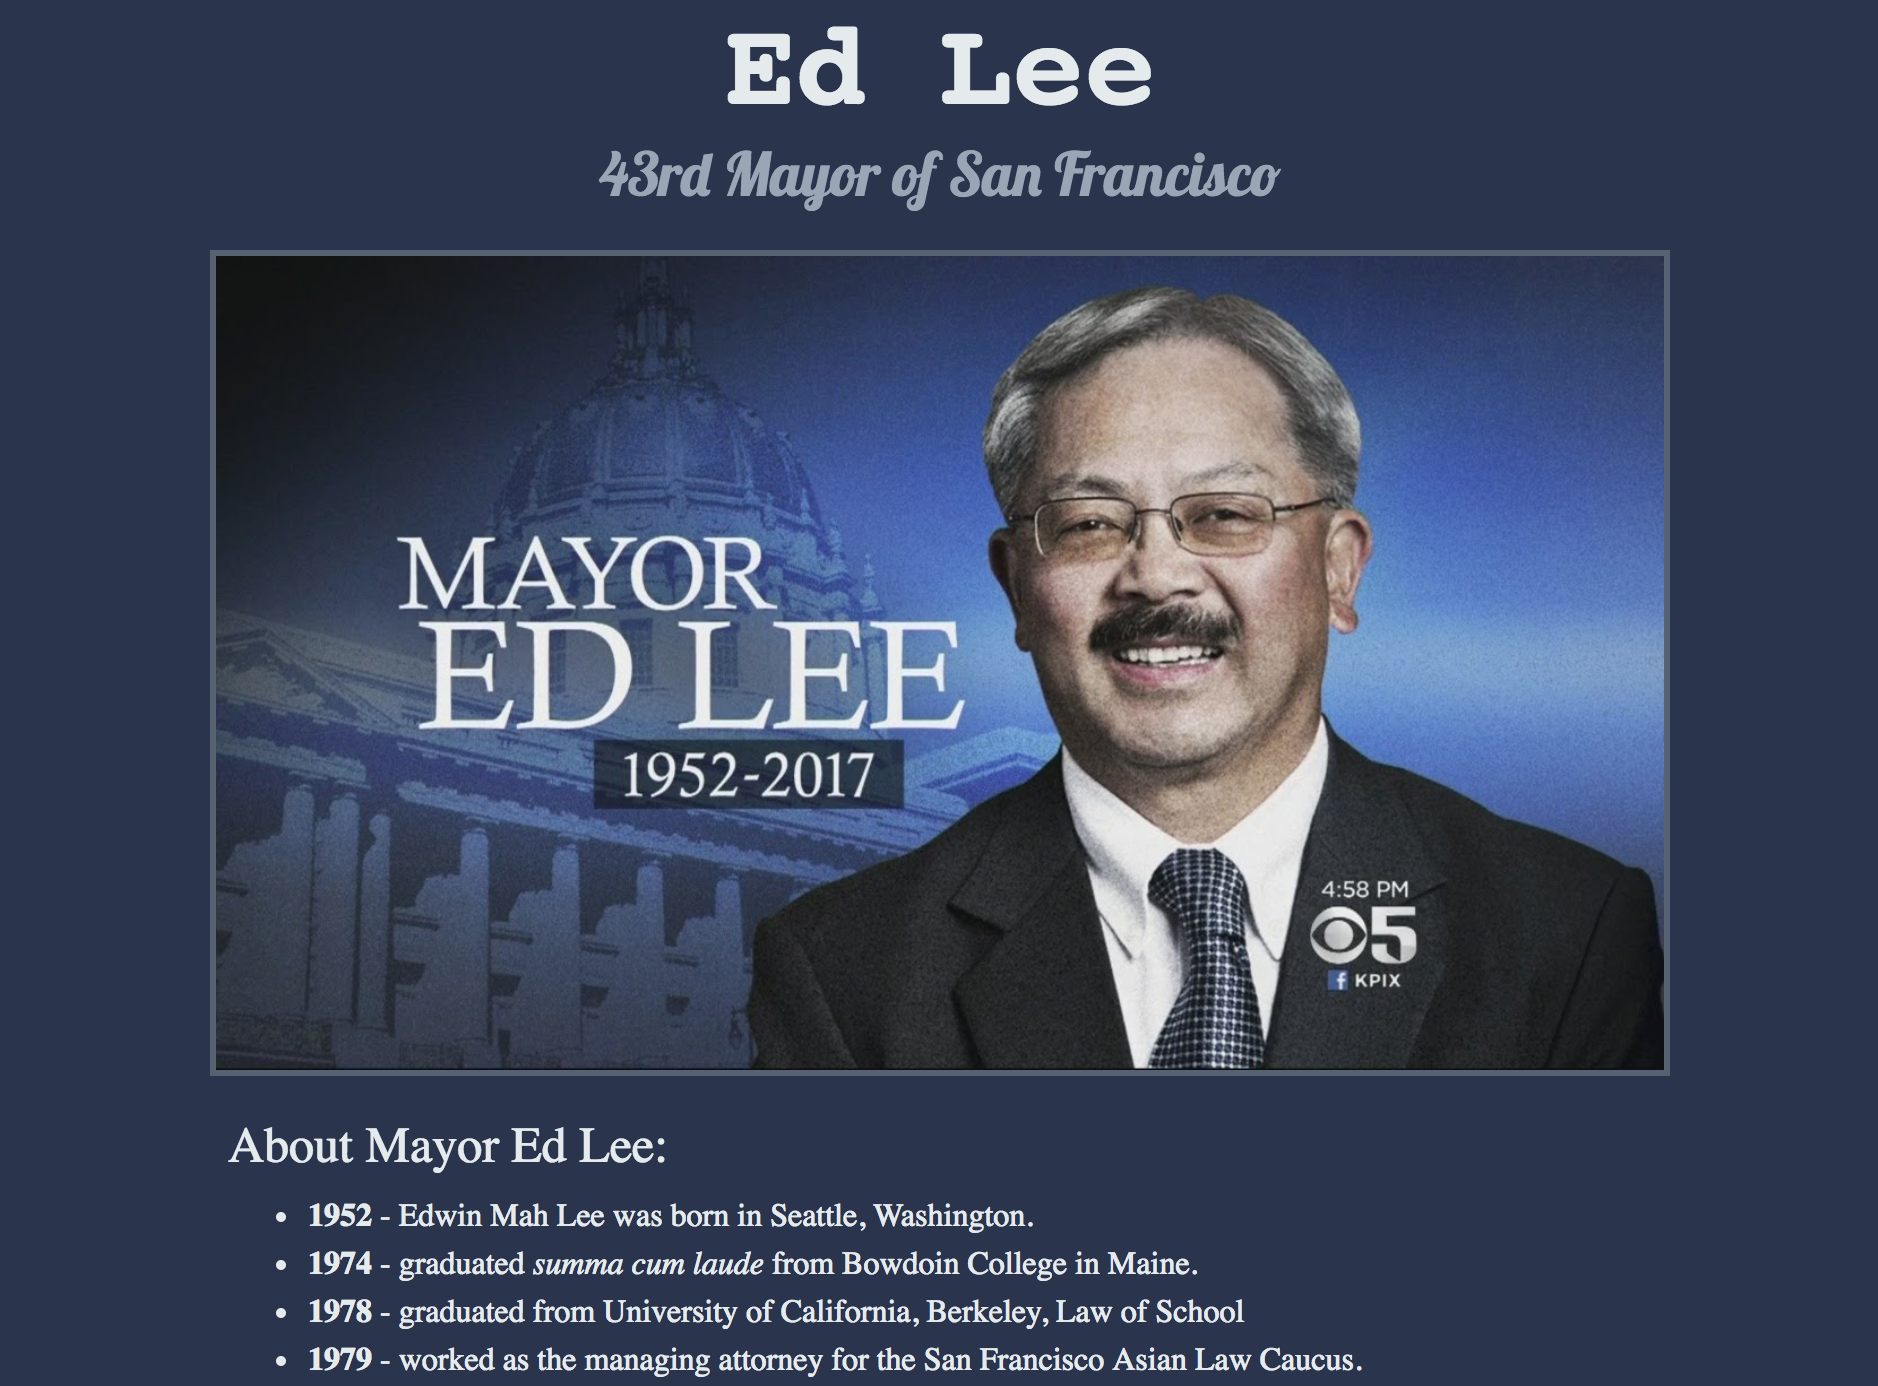 Ed Lee
43rd Mayor of San Francisco
MAYOR
ED LEE
1952-2017
4:58 PM
5
f KPIX
About Mayor Ed Lee:
• 1952 - Edwin Mah Lee was born in Seattle, Washington.
• 1974 - graduated summa cum laude from Bowdoin College in Maine.
• 1978 - graduated from University of California, Berkeley, Law of School
• 1979 - worked as the managing attorney for the San Francisco Asian Law Caucus.